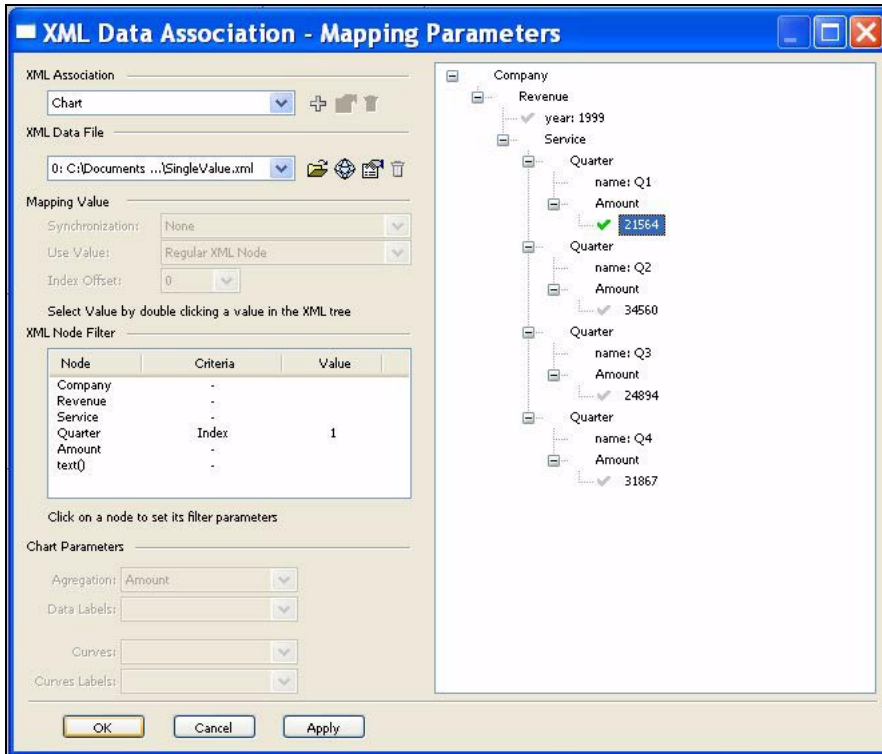 XML Data Association - Mapping Parameters
XML Association
Chart
XML Data File
0: C:\Documents ...\SingleValue.xml
Mapping Value
Synchronization: None
Use Value: Regular XML Node
Index Offset: 0
Select Value by double clicking a value in the XML tree
XML Node Filter
Node Criteria Value
Company -
Revenue -
Service -
Quarter Index 1
Amount -
text() -
Click on a node to set its filter parameters
Chart Parameters
Agregation: Amount
Data Labels:
Curves:
Curves Labels:
OK Cancel Apply
Company
Revenue
year: 1999
Service
Quarter
name: Q1
Amount
21564
Quarter
name: Q2
Amount
34560
Quarter
name: Q3
Amount
24894
Quarter
name: Q4
Amount
31867